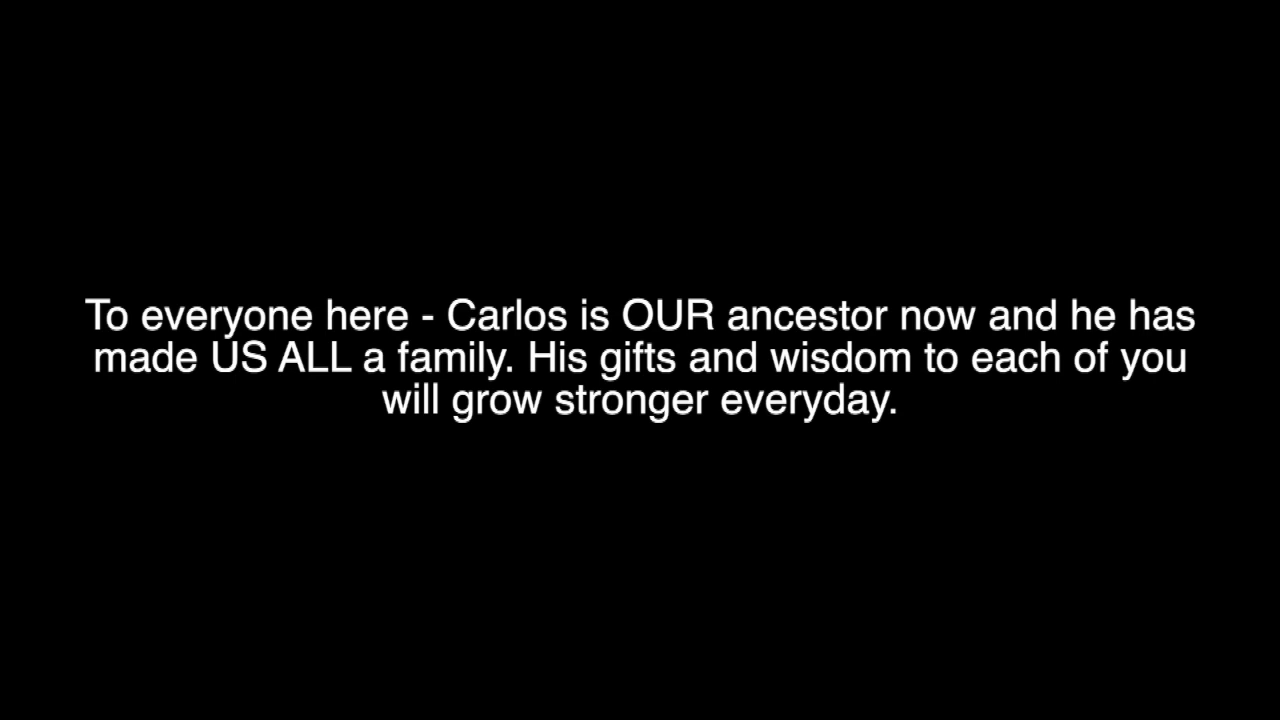 To everyone here - Carlos is OUR ancestor now and he has
made US ALL a family. His gifts and wisdom to each of you
will grow stronger everyday.